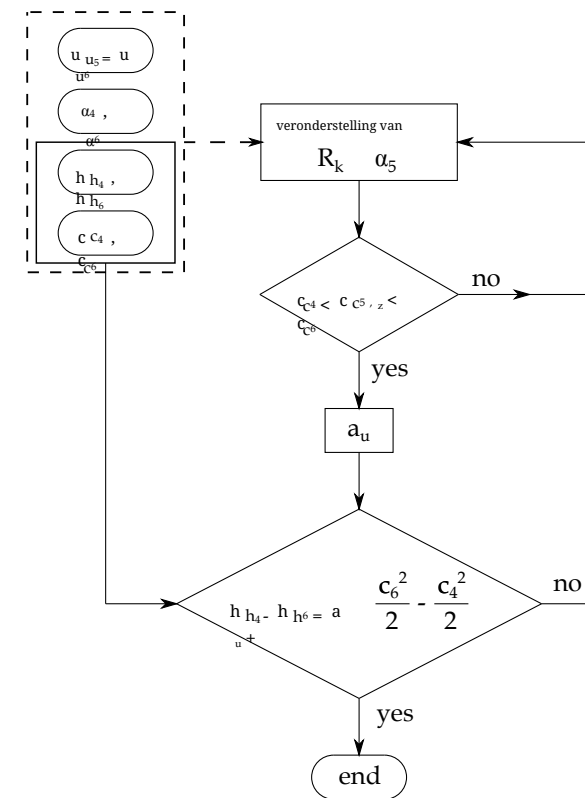 u u5 = u
u6
α4 ,
α6
h h4 ,
h h6
c c4 ,
c c6
veronderstelling van
Rk α5
c c4 < c c5, z <
c c6
no
yes
au
h h4 - h h6 = a
u +
c6² / 2 - c4² / 2
no
yes
end